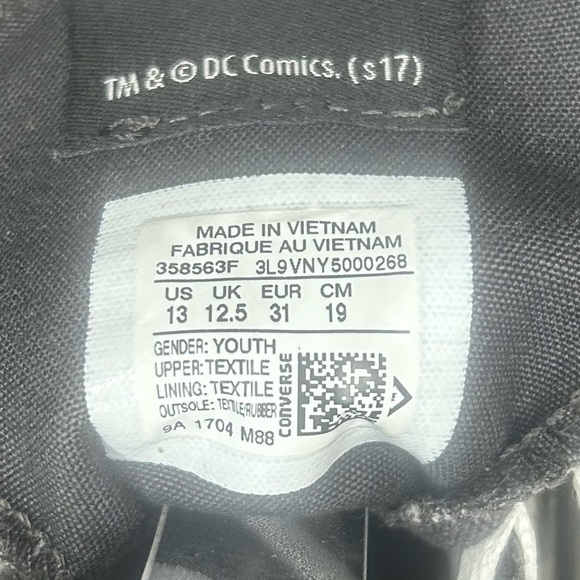 TM & © DC Comics. (s17)
MADE IN VIETNAM
FABRIQUE AU VIETNAM
358563F 3L9VNY5000268
US UK EUR CM
13 12.5 31 19
GENDER: YOUTH
UPPER: TEXTILE
LINING: TEXTILE
OUTSOLE: TEXTILE/RUBBER
9A 1704 M88
CONVERSE